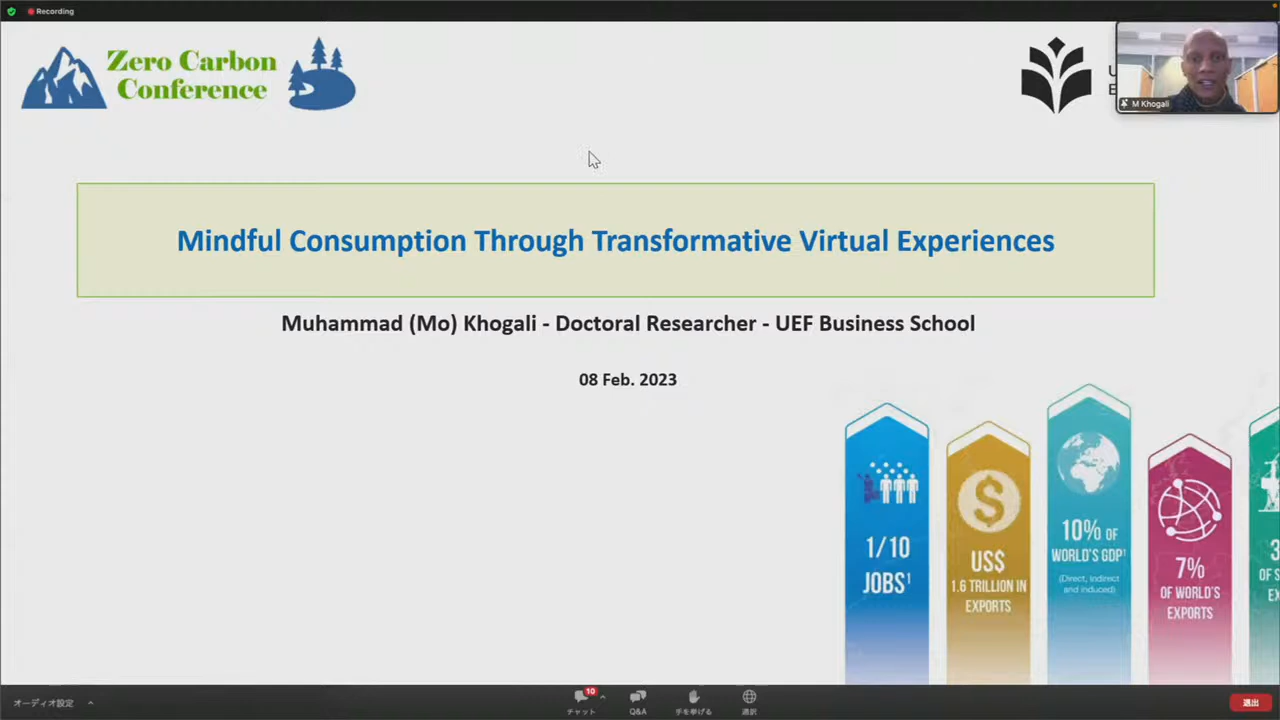 Recording
Zero Carbon
Conference
M Khogali
Mindful Consumption Through Transformative Virtual Experiences
Muhammad (Mo) Khogali - Doctoral Researcher - UEF Business School
08 Feb. 2023
1/10
JOBS¹
US$
1.6 TRILLION IN
EXPORTS
10% OF
WORLD'S GDP¹
(Direct, Indirect
and induced)
7%
OF WORLD'S
EXPORTS
オーディオ設定
10
チャット
Q&A
手を挙げる
退出